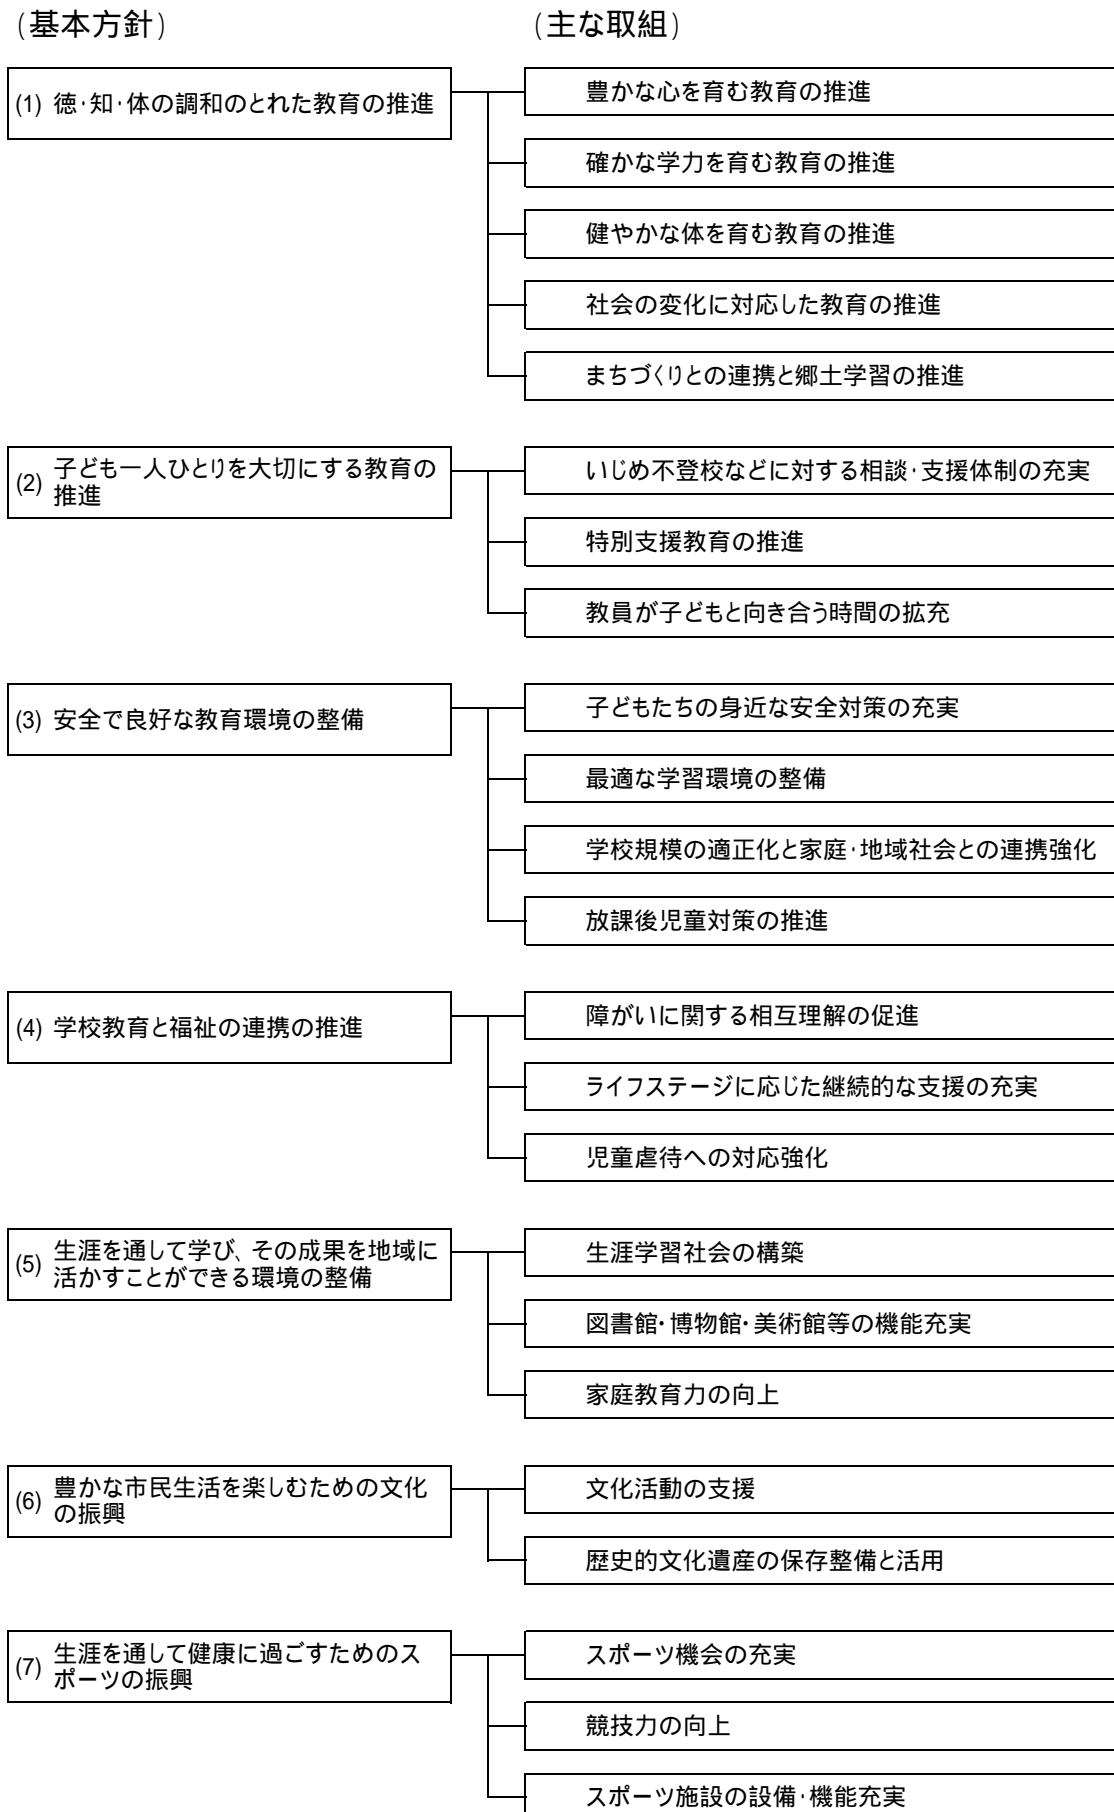 (基本方針)
(主な取組)
(1) 徳・知・体の調和のとれた教育の推進
豊かな心を育む教育の推進
確かな学力を育む教育の推進
健やかな体を育む教育の推進
社会の変化に対応した教育の推進
まちづくりとの連携と郷土学習の推進
(2) 子ども一人ひとりを大切にする教育の
推進
いじめ不登校などに対する相談・支援体制の充実
特別支援教育の推進
教員が子どもと向き合う時間の拡充
(3) 安全で良好な教育環境の整備
子どもたちの身近な安全対策の充実
最適な学習環境の整備
学校規模の適正化と家庭・地域社会との連携強化
放課後児童対策の推進
(4) 学校教育と福祉の連携の推進
障がいに関する相互理解の促進
ライフステージに応じた継続的な支援の充実
児童虐待への対応強化
(5) 生涯を通して学び、その成果を地域に
活かすことができる環境の整備
生涯学習社会の構築
図書館・博物館・美術館等の機能充実
家庭教育力の向上
(6) 豊かな市民生活を楽しむための文化
の振興
文化活動の支援
歴史的文化遺産の保存整備と活用
(7) 生涯を通して健康に過ごすためのス
ポーツの振興
スポーツ機会の充実
競技力の向上
スポーツ施設の設備・機能充実